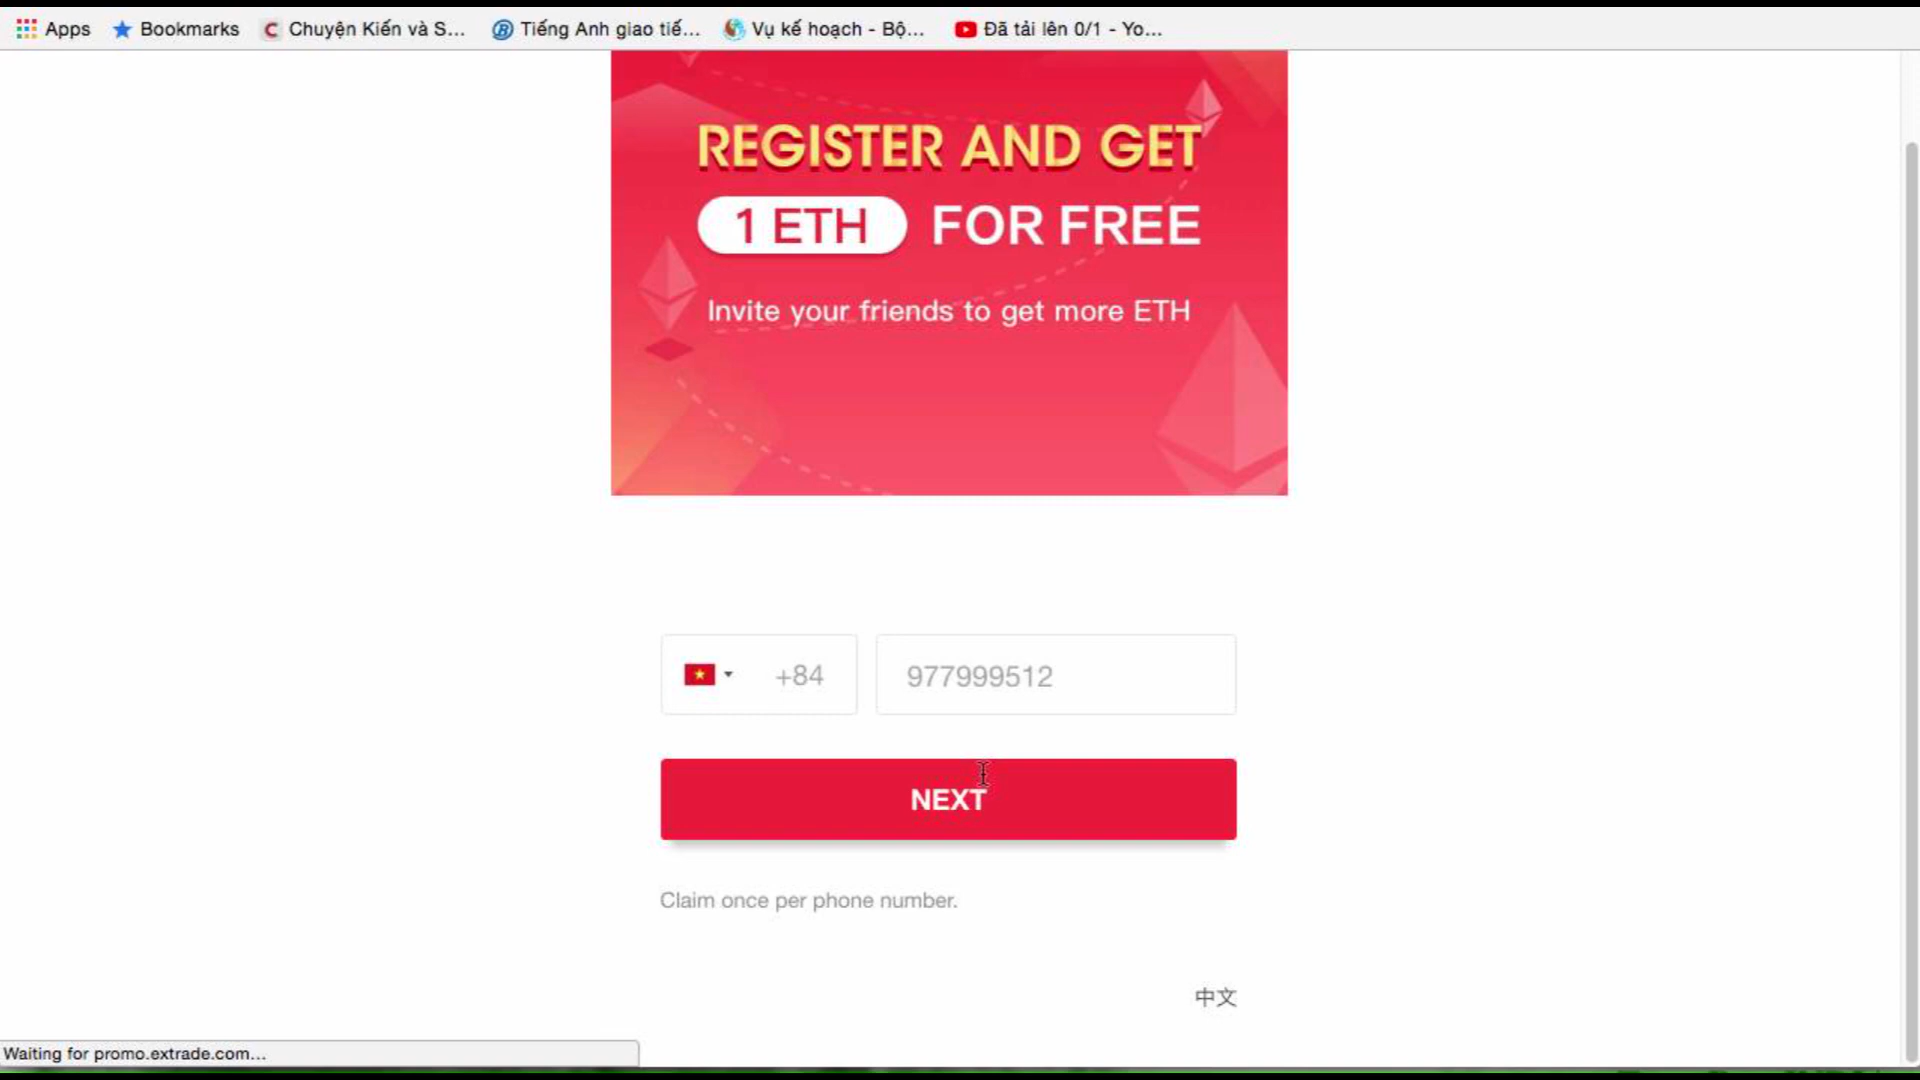 Apps Bookmarks Chuyện Kiến và S... Tiếng Anh giao tiế... Vụ kế hoạch - Bộ... Đã tải lên 0/1 - Yo...
REGISTER AND GET
1 ETH FOR FREE
Invite your friends to get more ETH
+84 977999512
NEXT
Claim once per phone number.
中文
Waiting for promo.extrade.com...